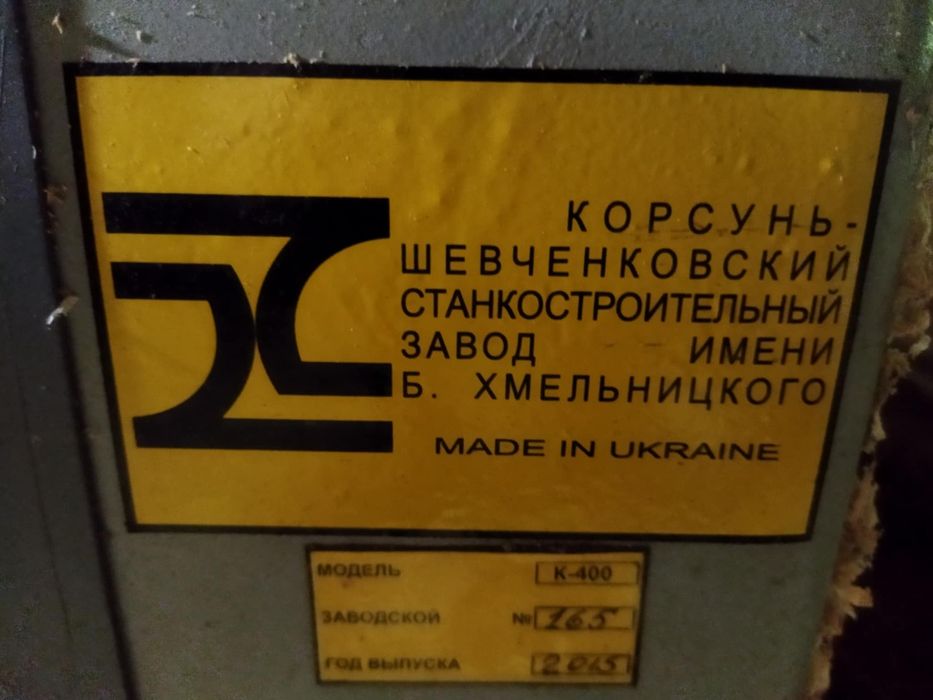 КОРСУНЬ-
ШЕВЧЕНКОВСКИЙ
СТАНКОСТРОИТЕЛЬНЫЙ
ЗАВОД ИМЕНИ
Б. ХМЕЛЬНИЦКОГО
MADE IN UKRAINE
МОДЕЛЬ К-400
ЗАВОДСКОЙ № 165
ГОД ВЫПУСКА 2015